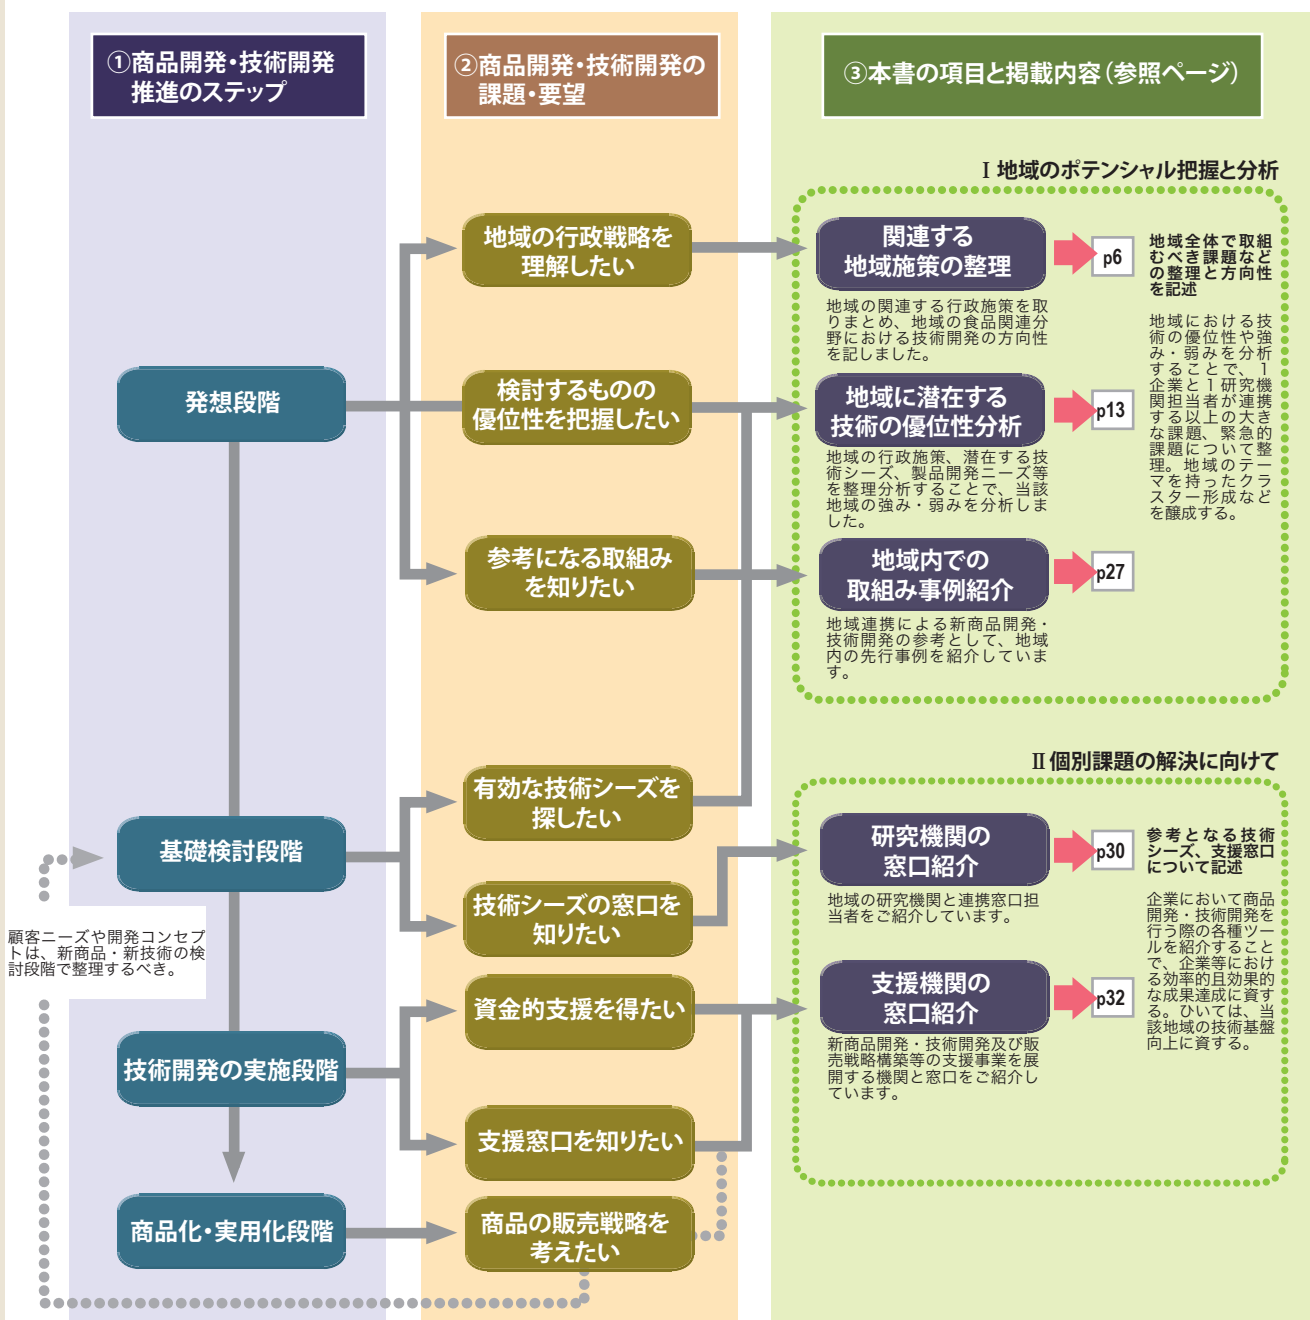 ①商品開発・技術開発
推進のステップ
②商品開発・技術開発の
課題・要望
③本書の項目と掲載内容（参照ページ）
Ⅰ 地域のポテンシャル把握と分析
地域の行政戦略を
理解したい
関連する
地域施策の整理
p6
地域の関連する行政施策を取
りまとめ、地域の食品関連分
野における技術開発の方向性
を記しました。
地域全体で取組
むべき課題など
の整理と方向性
を記述
地域における技
術の優位性や強
み・弱みを分析
することで、１
企業と１研究機
関担当者が連携
する以上の大き
な課題、緊急的
課題について整
理。地域のテー
マを持ったクラ
スター形成など
を醸成する。
発想段階
検討するものの
優位性を把握したい
地域に潜在する
技術の優位性分析
p13
地域の行政施策、潜在する技
術シーズ、製品開発ニーズ等
を整理分析することで、当該
地域の強み・弱みを分析しま
した。
参考になる取組み
を知りたい
地域内での
取組み事例紹介
p27
地域連携による新商品開発・
技術開発の参考として、地域
内の先行事例を紹介していま
す。
Ⅱ 個別課題の解決に向けて
有効な技術シーズを
探したい
基礎検討段階
研究機関の
窓口紹介
p30
地域の研究機関と連携窓口担
当者をご紹介しています。
参考となる技術
シーズ、支援窓口
について記述
企業において商品
開発・技術開発を
行う際の各種ツー
ルを紹介すること
で、企業等におけ
る効率的且効果的
な成果達成に資す
る。ひいては、当
該地域の技術基盤
向上に資する。
技術シーズの窓口を
知りたい
顧客ニーズや開発コンセプ
トは、新商品・新技術の検
討段階で整理するべき。
資金的支援を得たい
支援機関の
窓口紹介
p32
新商品開発・技術開発及び販
売戦略構築等の支援事業を展
開する機関と窓口をご紹介し
ています。
技術開発の実施段階
支援窓口を知りたい
商品化・実用化段階
商品の販売戦略を
考えたい